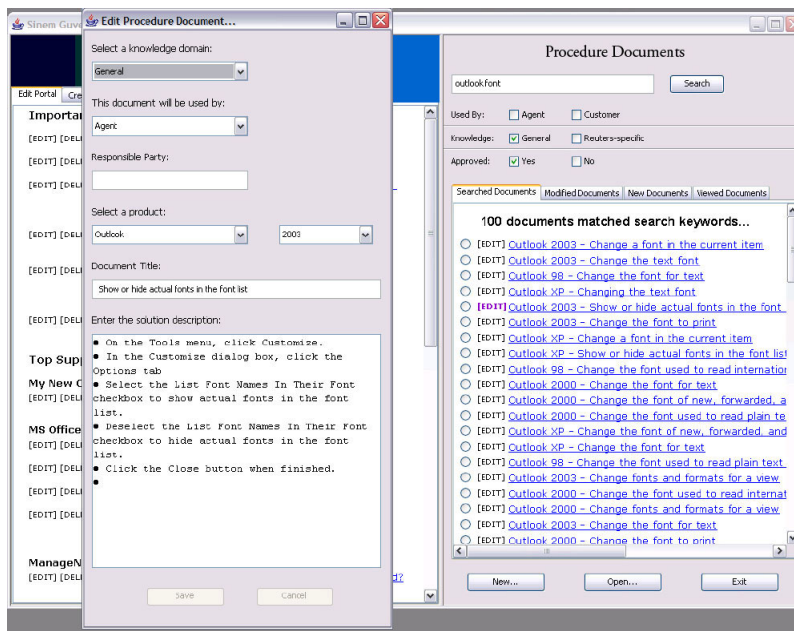 Sinem Guve
Edit Portal
Cre
Importa
[EDIT] [DEL
[EDIT] [DELI
[EDIT] [DELI
[EDIT] [DELI
[EDIT] [DELI
[EDIT] [DELI
Top Sup
My New C
[EDIT] [DELI
MS Office
[EDIT] [DELI
[EDIT] [DELI
[EDIT] [DELI
[EDIT] [DELI
ManageN
[EDIT] [DELI
d?
Edit Procedure Document...
Select a knowledge domain:
General
This document will be used by:
Agent
Responsible Party:
Select a product:
Outlook
2003
Document Title:
Show or hide actual fonts in the font list
Enter the solution description:
● On the Tools menu, click Customize.
● In the Customize dialog box, click the
Options tab
● Select the List Font Names In Their Font
checkbox to show actual fonts in the font
list.
● Deselect the List Font Names In Their Font
checkbox to hide actual fonts in the font
list.
● Click the Close button when finished.
●
Save
Cancel
Procedure Documents
outlook font
Search
Used By:
Agent
Customer
Knowledge:
General
Reuters-specific
Approved:
Yes
No
Searched Documents
Modified Documents
New Documents
Viewed Documents
100 documents matched search keywords...
[EDIT] Outlook 2003 - Change a font in the current item
[EDIT] Outlook 2003 - Change the text font
[EDIT] Outlook 98 - Change the font for text
[EDIT] Outlook XP - Changing the text font
[EDIT] Outlook 2003 - Show or hide actual fonts in the font
[EDIT] Outlook 2003 - Change the font to print
[EDIT] Outlook XP - Change a font in the current item
[EDIT] Outlook XP - Show or hide actual fonts in the font list
[EDIT] Outlook 98 - Change the font used to read internation
[EDIT] Outlook 2000 - Change the font for text
[EDIT] Outlook 2000 - Change the font of new, forwarded, a
[EDIT] Outlook 2000 - Change the font used to read plain te
[EDIT] Outlook XP - Change the font of new, forwarded, and
[EDIT] Outlook XP - Change the font for text
[EDIT] Outlook 98 - Change the font used to read plain text
[EDIT] Outlook 2003 - Change fonts and formats for a view
[EDIT] Outlook 2000 - Change the font used to read internat
[EDIT] Outlook 2000 - Change fonts and formats for a view
[EDIT] Outlook 2003 - Change the font for text
[EDIT] Outlook 2000 - Change the font to print
New...
Open...
Exit